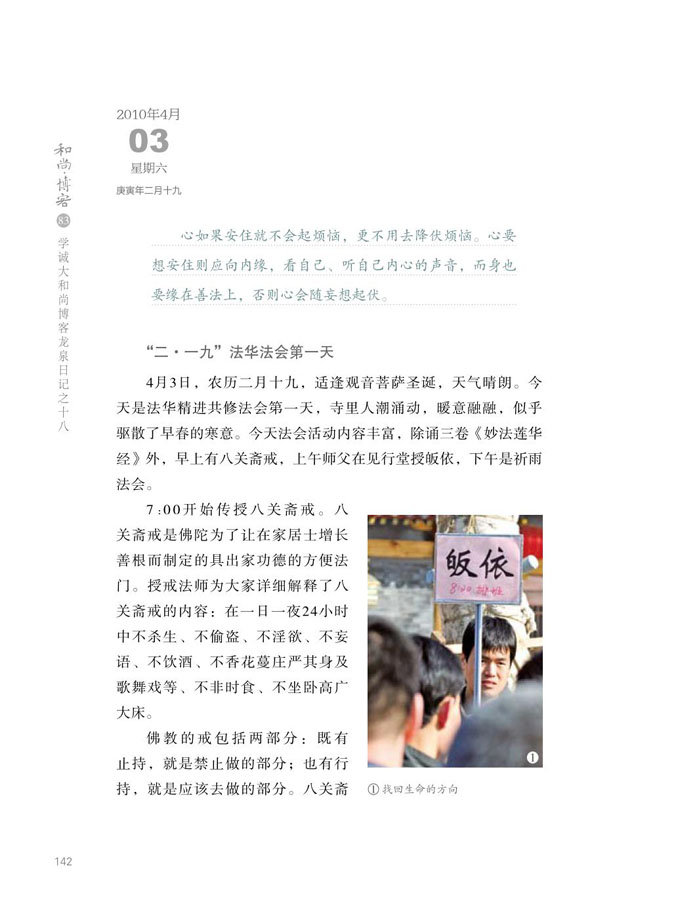 2010年4月
03
星期六
庚寅年二月十九
和尚·博客
83
学诚大和尚博客龙泉日记之十八
心如果安住就不会起烦恼，更不用去降伏烦恼。心要
想安住则应向内缘，看自己、听自己内心的声音，而身也
要缘在善法上，否则心会随妄想起伏。
“二·一九”法华法会第一天
4月3日，农历二月十九，适逢观音菩萨圣诞，天气晴朗。今
天是法华精进共修法会第一天，寺里人潮涌动，暖意融融，似乎
驱散了早春的寒意。今天法会活动内容丰富，除诵三卷《妙法莲华
经》外，早上有八关斋戒，上午师父在见行堂授皈依，下午是祈雨
法会。
7:00开始传授八关斋戒。八
关斋戒是佛陀为了让在家居士增长
善根而制定的具出家功德的方便法
门。授戒法师为大家详细解释了八
关斋戒的内容：在一日一夜24小时
中不杀生、不偷盗、不淫欲、不妄
语、不饮酒、不香花蔓庄严其身及
歌舞戏等、不非时食、不坐卧高广
大床。
佛教的戒包括两部分：既有
止持，就是禁止做的部分；也有行
持，就是应该去做的部分。八关斋
皈依
8:00
①
① 找回生命的方向
142